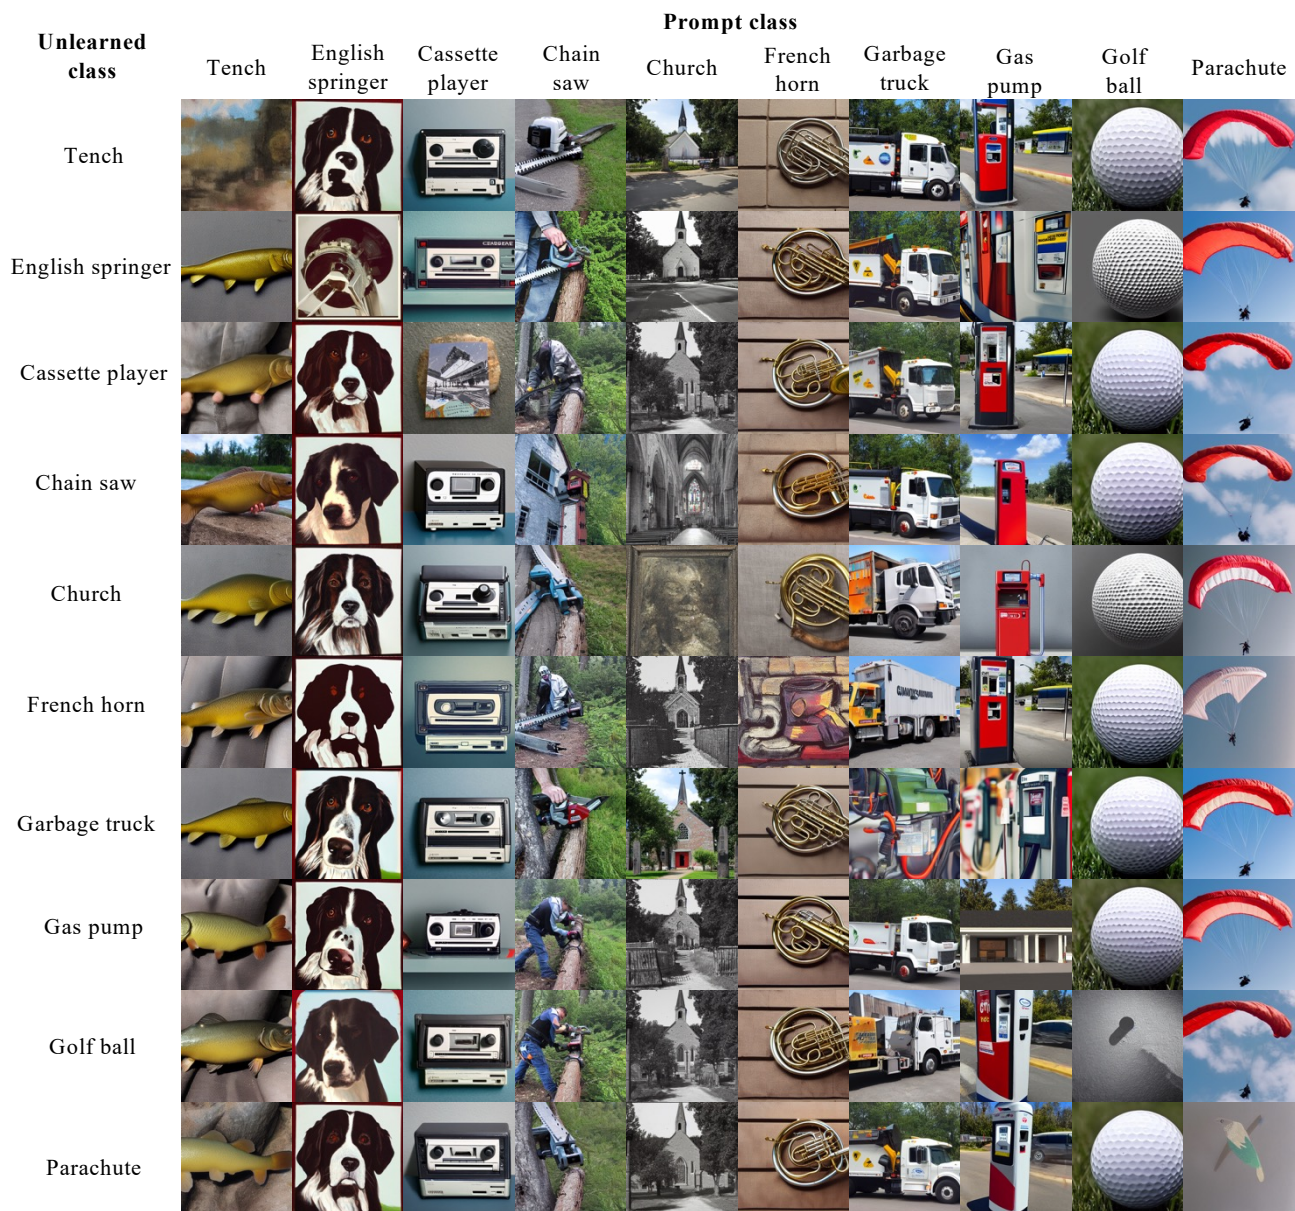 Prompt class
Unlearned
class
Tench
English
springer
Cassette
player
Chain
saw
Church
French
horn
Garbage
truck
Gas
pump
Golf
ball
Parachute
Tench
English springer
Cassette player
Chain saw
Church
French horn
Garbage truck
Gas pump
Golf ball
Parachute